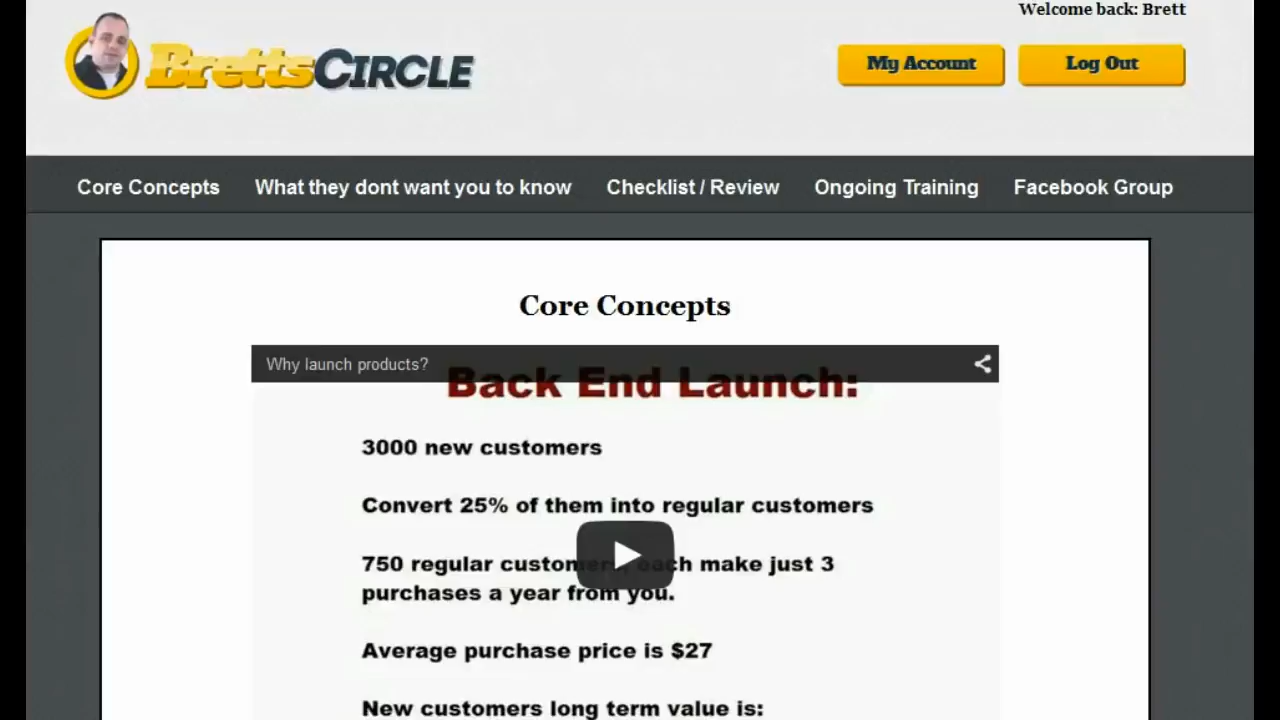 Welcome back: Brett
BrettsCIRCLE
My Account
Log Out
Core Concepts
What they dont want you to know
Checklist / Review
Ongoing Training
Facebook Group
Core Concepts
Why launch products?
Back End Launch:
3000 new customers
Convert 25% of them into regular customers
750 regular customers, each make just 3
purchases a year from you.
Average purchase price is $27
New customers long term value is: